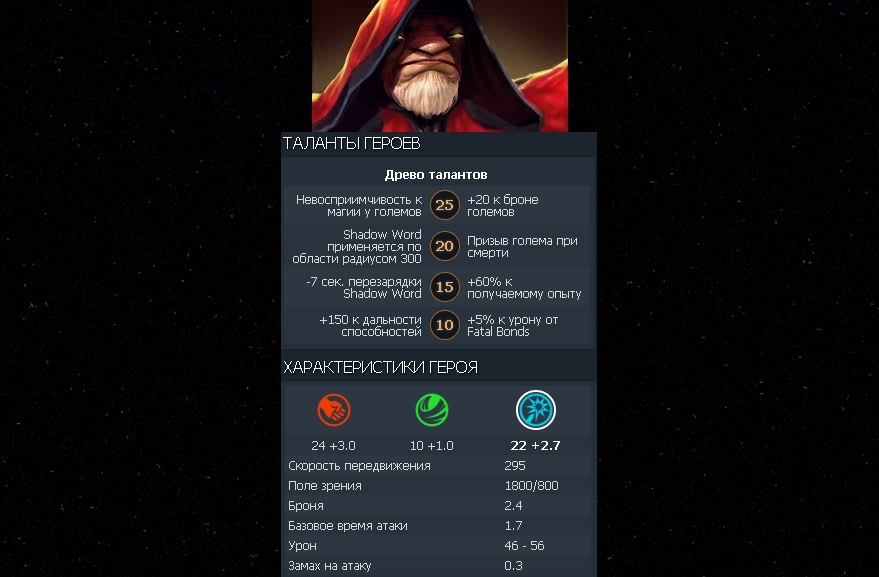 ТАЛАНТЫ ГЕРОЕВ
Древо талантов
Невосприимчивость к
магии у големов
25
+20 к броне
големов
Shadow Word
применяется по
области радиусом 300
20
Призыв голема при
смерти
-7 сек. перезарядки
Shadow Word
15
+60% к
получаемому опыту
+150 к дальности
способностей
10
+5% к урону от
Fatal Bonds
ХАРАКТЕРИСТИКИ ГЕРОЯ
24 +3.0 10 +1.0 22 +2.7
Скорость передвижения 295
Поле зрения 1800/800
Броня 2.4
Базовое время атаки 1.7
Урон 46 - 56
Замах на атаку 0.3